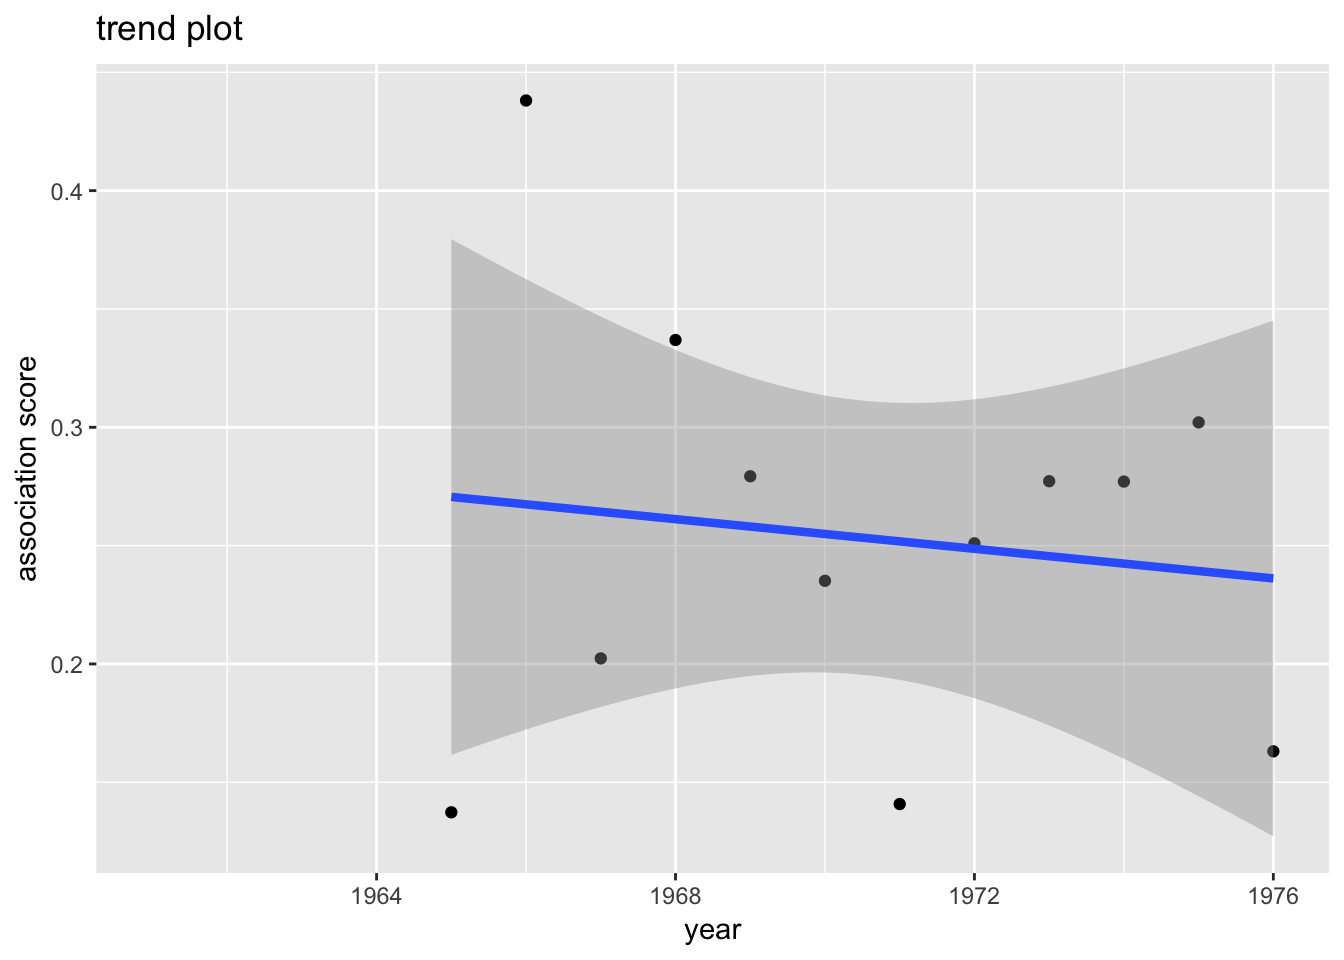 trend plot
association score
0.4
0.3
0.2
1964 1968 1972 1976
year